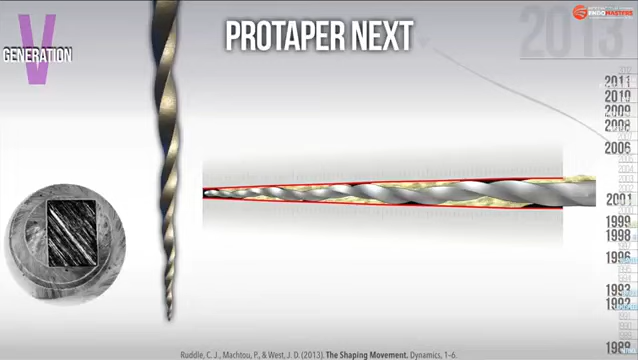 V
GENERATION
PROTAPER NEXT
ENDOMASTERS
2013
2011
2010
2009
2008
2006
2001
1999
1998
1996
1993
1992
Ruddle, C. J., Machtou, P., & West, J. D. (2013). The Shaping Movement. Dynamics, 1-6.